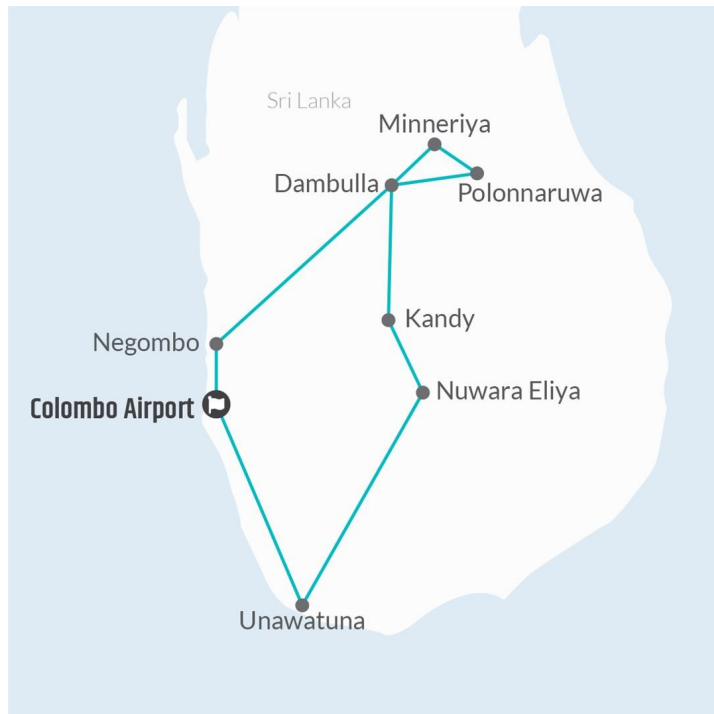 Sri Lanka
Minneriya
Dambulla
Polonnaruwa
Kandy
Negombo
Nuwara Eliya
Colombo Airport
Unawatuna